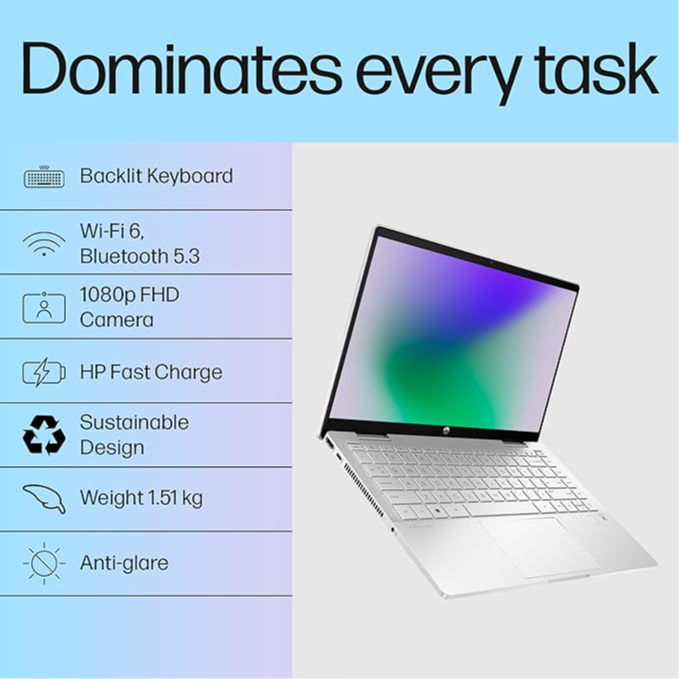 Dominates every task
Backlit Keyboard
Wi-Fi 6,
Bluetooth 5.3
1080p FHD
Camera
HP Fast Charge
Sustainable
Design
Weight 1.51 kg
Anti-glare
hp